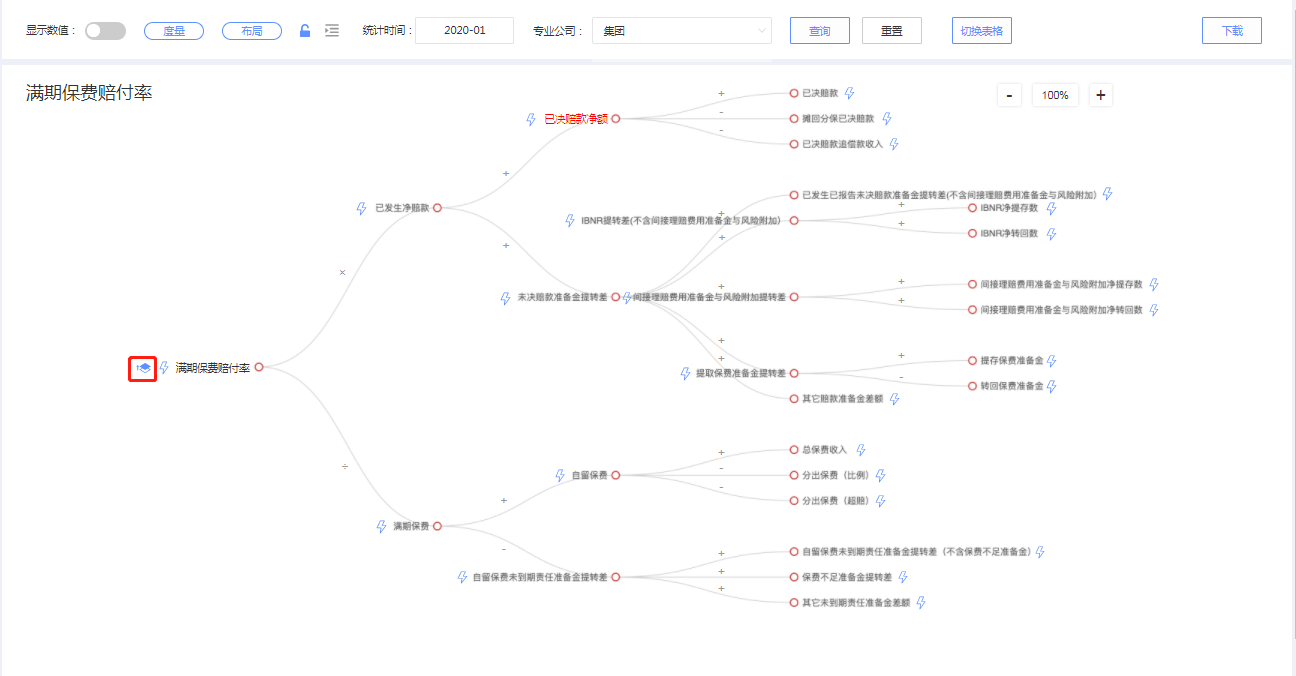 显示数值：
度量
布局
统计时间：
2020-01
专业公司：
集团
查询
重置
切换表格
下载
满期保费赔付率
- 100% +
+ 已决赔款
已决赔款净额
- 摊回分保已决赔款
- 已决赔款追偿款收入
+
已发生已报告未决赔款准备金提转差(不含间接理赔费用准备金与风险附加)
已发生净赔款
+ IBNR净提存数
IBNR提转差(不含间接理赔费用准备金与风险附加)
+
+ IBNR净转回数
+
+
×
+ 间接理赔费用准备金与风险附加净提存数
+
未决赔款准备金提转差
间接理赔费用准备金与风险附加提转差
+ 间接理赔费用准备金与风险附加净转回数
+
+
+ 提存保费准备金
满期保费赔付率
提取保费准备金提转差
- 转回保费准备金
其它赔款准备金差额
+ 总保费收入
÷
自留保费
- 分出保费（比例）
- 分出保费（超赔）
+
满期保费
-
+ 自留保费未到期责任准备金提转差（不含保费不足准备金）
自留保费未到期责任准备金提转差
+ 保费不足准备金提转差
+ 其它未到期责任准备金差额